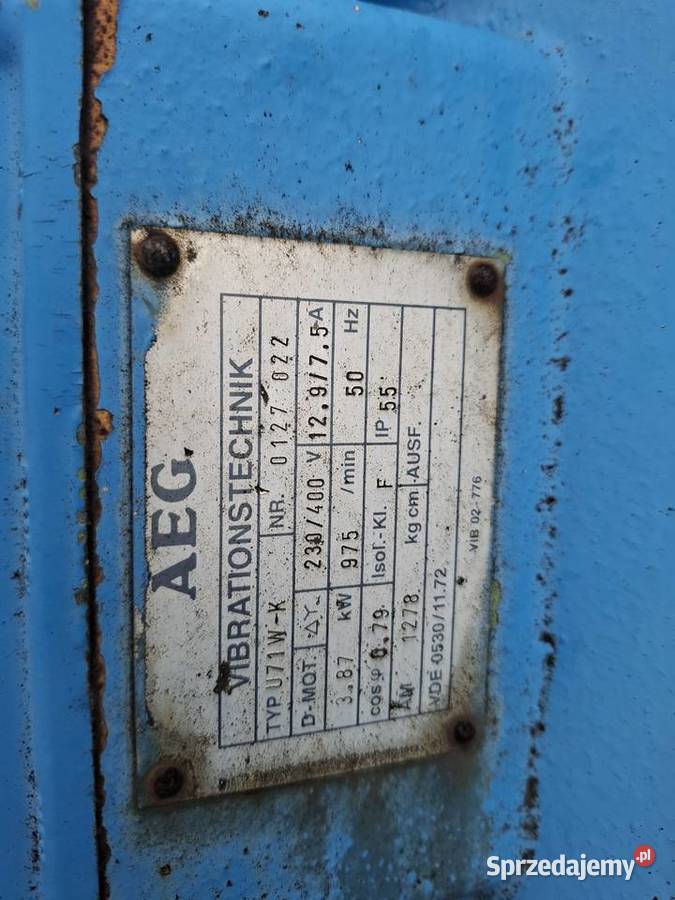 AEG
VIBRATIONSTECHNIK
TYP U71W-K NR. 0127 022
D-MOT. ΔY 230/400 V 12.9/7.5 A
3.87 kW 975 /min 50 Hz
cos φ 0.79 Isol.-Kl. F IP 55
AM 1278 kg cm AUSF.
VDE 0530/11.72
VIB 02-776
Sprzedajemy.pl